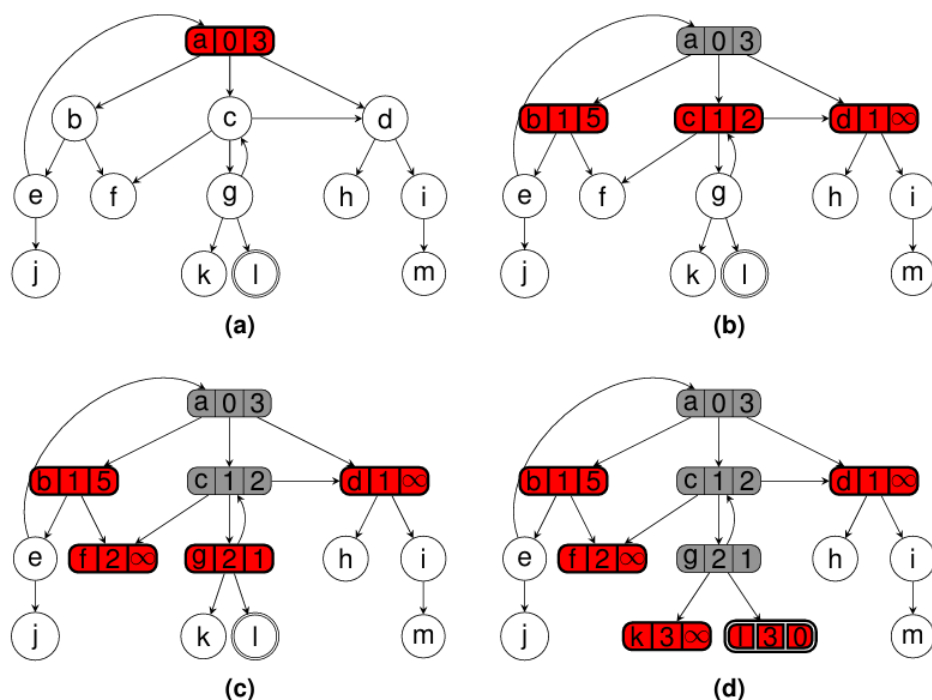 a 0 3
b c d
e f g h i
j k l m
(a)
a 0 3
b 1 5 c 1 2 d 1 ∞
e f g h i
j k l m
(b)
a 0 3
b 1 5 c 1 2 d 1 ∞
e f 2 ∞ g 2 1 h i
j k l m
(c)
a 0 3
b 1 5 c 1 2 d 1 ∞
e f 2 ∞ g 2 1 h i
j k 3 ∞ l 3 0 m
(d)